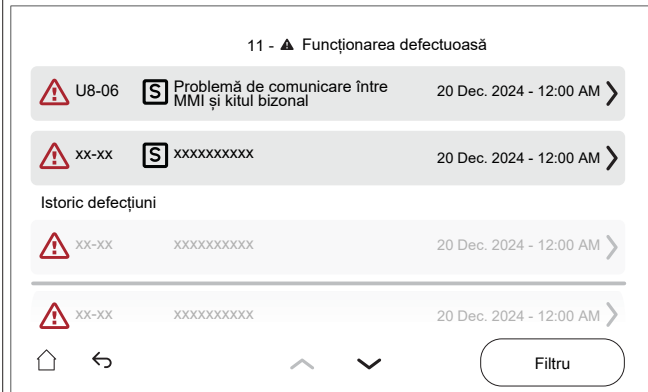 11 - Funcționarea defectuoasă
U8-06 S Problemă de comunicare între 20 Dec. 2024 - 12:00 AM
MMI și kitul bizonal
xx-xx S xxxxxxxxxx 20 Dec. 2024 - 12:00 AM
Istoric defecțiuni
xx-xx xxxxxxxxxx 20 Dec. 2024 - 12:00 AM
xx-xx xxxxxxxxxx 20 Dec. 2024 - 12:00 AM
Filtru